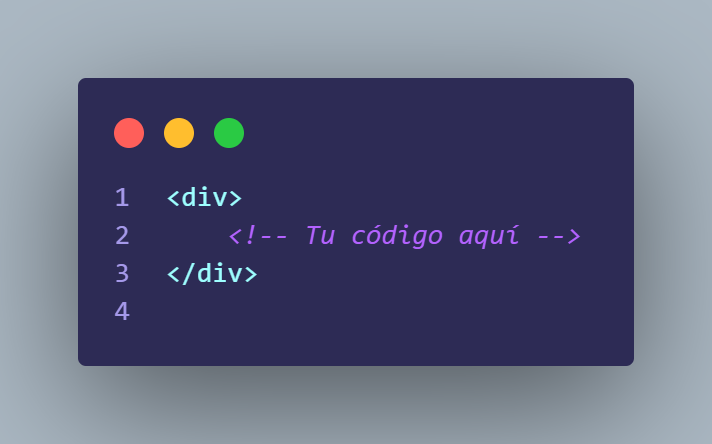 1 <div>
2     <!-- Tu código aquí -->
3 </div>
4